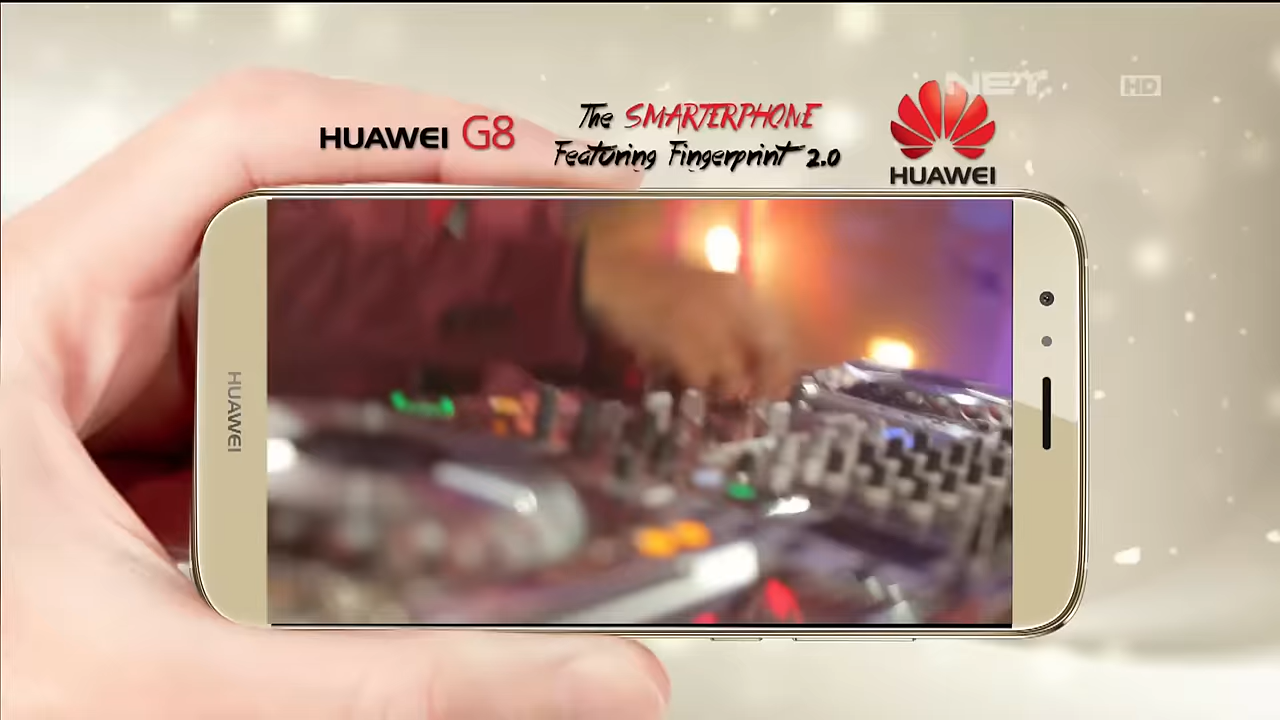 HUAWEI G8
The SMARTERPHONE
Featuring Fingerprint 2.0
HUAWEI
NET.
HD
HUAWEI